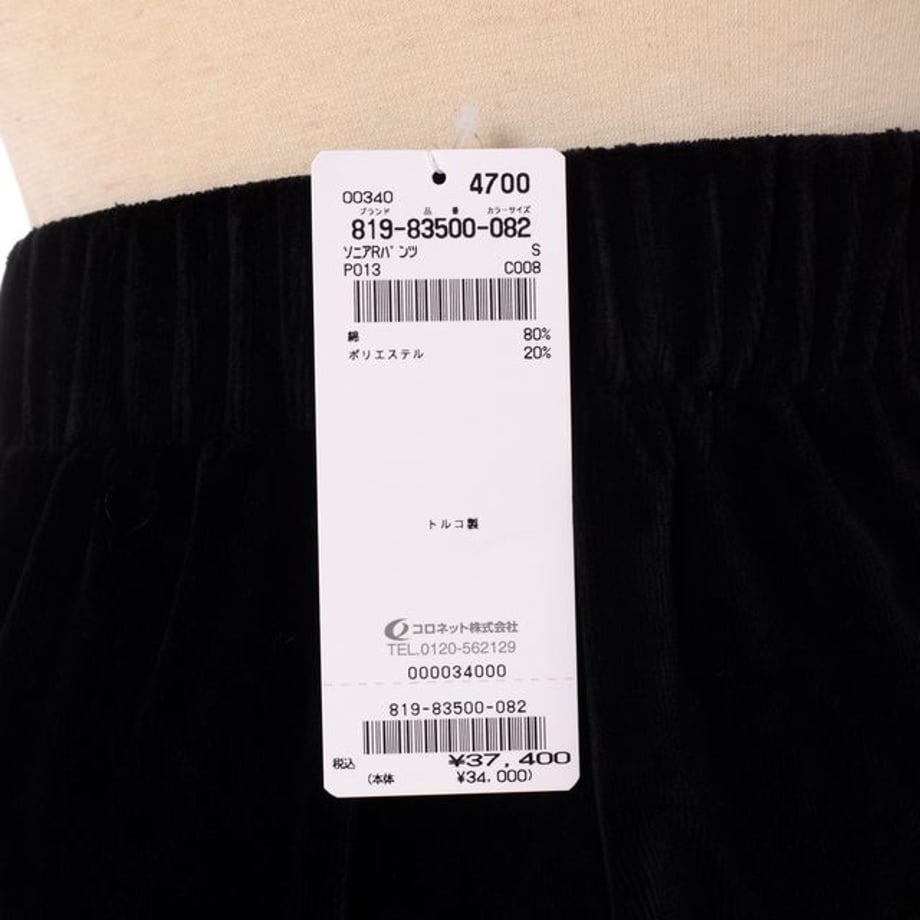 4700
00340
ブランド 品番 カラーサイズ
819-83500-082
ソニアRパンツ S
P013 C008
綿 80%
ポリエステル 20%
トルコ製
コロネット株式会社
TEL.0120-562129
000034000
819-83500-082
税込 ¥37,400
(本体 ¥34,000)